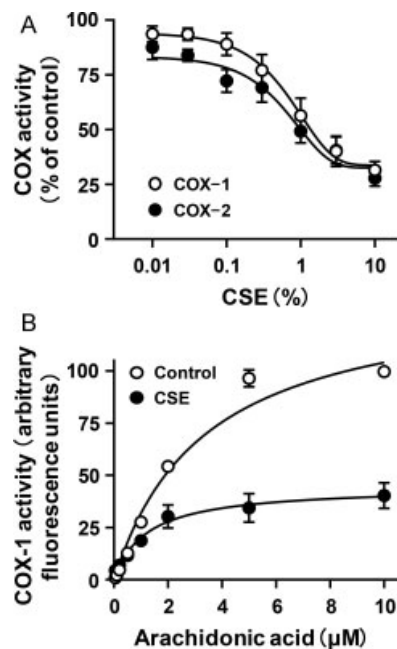 A
COX activity
(% of control)
100
75
50
25
0
COX−1
COX−2
0.01 0.1 1 10
CSE (%)
B
COX-1 activity (arbitrary
fluorescence units)
100
75
50
25
0
Control
CSE
0 2 4 6 8 10
Arachidonic acid (μM)